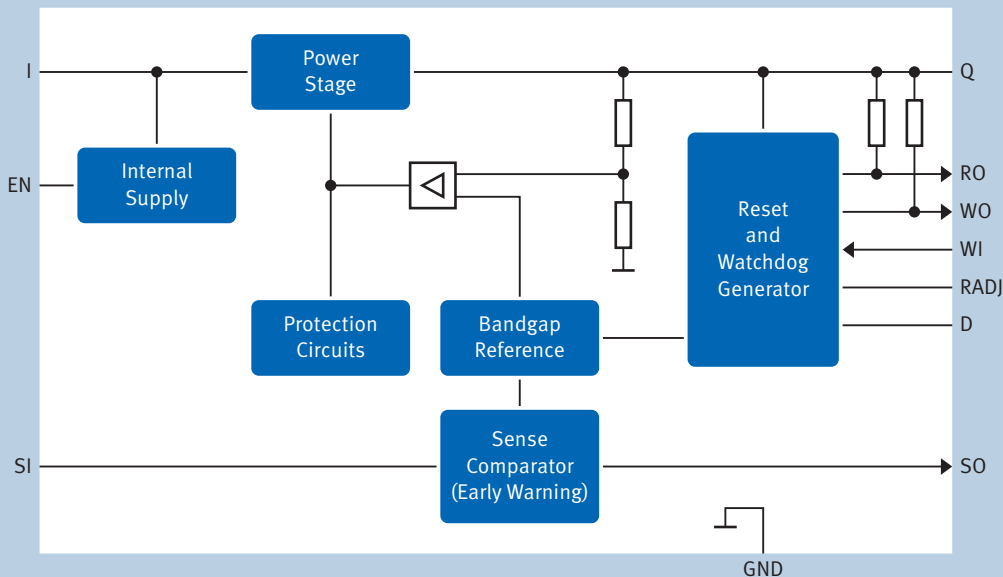 Power
Stage
I
Q
Internal
Supply
EN
RO
WO
WI
RADJ
D
Reset
and
Watchdog
Generator
Protection
Circuits
Bandgap
Reference
SI
Sense
Comparator
(Early Warning)
SO
GND